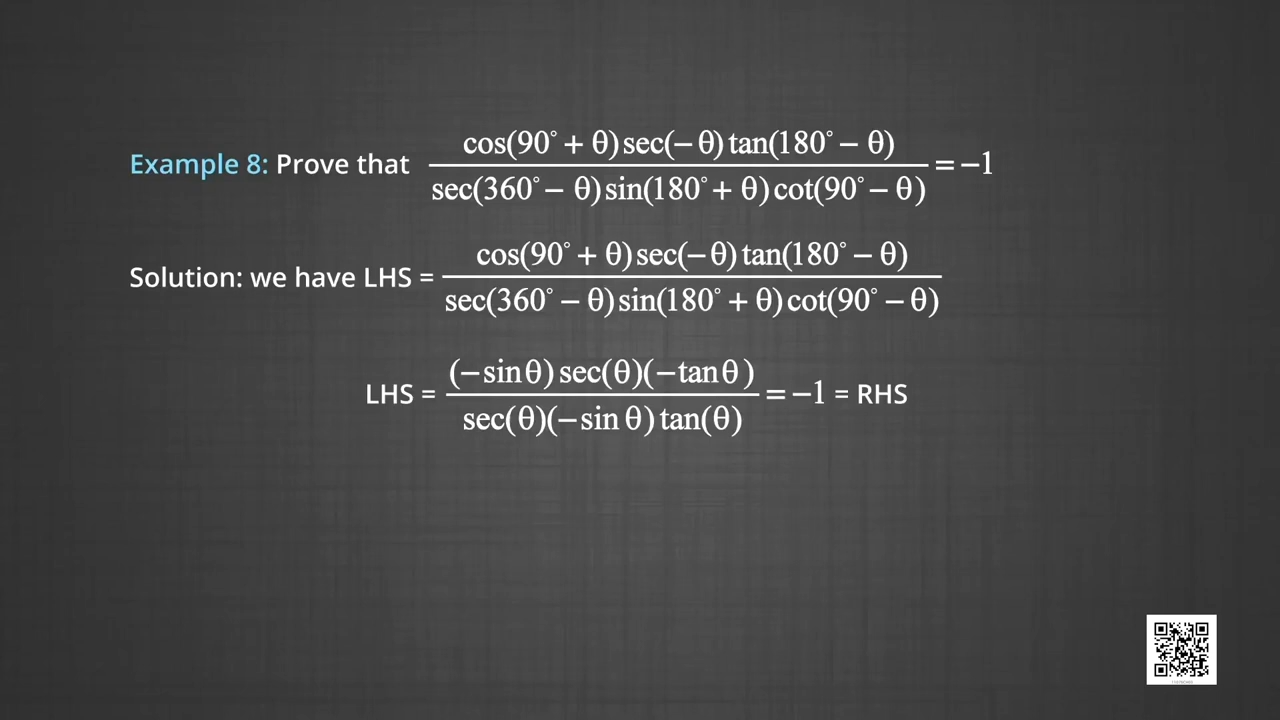 Example 8: Prove that cos(90° + θ) sec(−θ) tan(180° − θ) / sec(360° − θ) sin(180° + θ) cot(90° − θ) = −1
Solution: we have LHS = cos(90° + θ) sec(−θ) tan(180° − θ) / sec(360° − θ) sin(180° + θ) cot(90° − θ)
LHS = (−sin θ) sec(θ)(−tan θ) / sec(θ)(−sin θ) tan(θ) = −1 = RHS